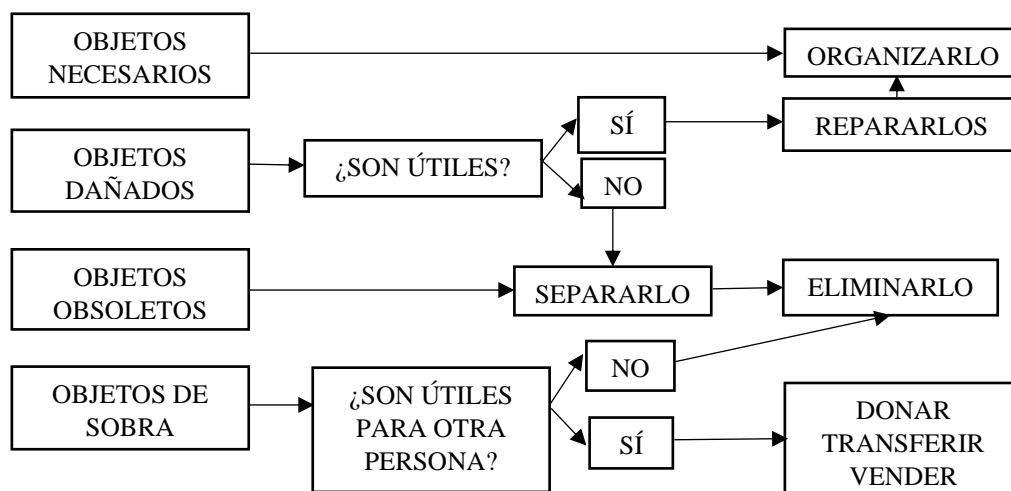 OBJETOS
NECESARIOS
ORGANIZARLO
OBJETOS
DAÑADOS
¿SON ÚTILES?
SÍ
NO
REPARARLOS
OBJETOS
OBSOLETOS
SEPARARLO
ELIMINARLO
OBJETOS DE
SOBRA
¿SON ÚTILES
PARA OTRA
PERSONA?
NO
SÍ
DONAR
TRANSFERIR
VENDER